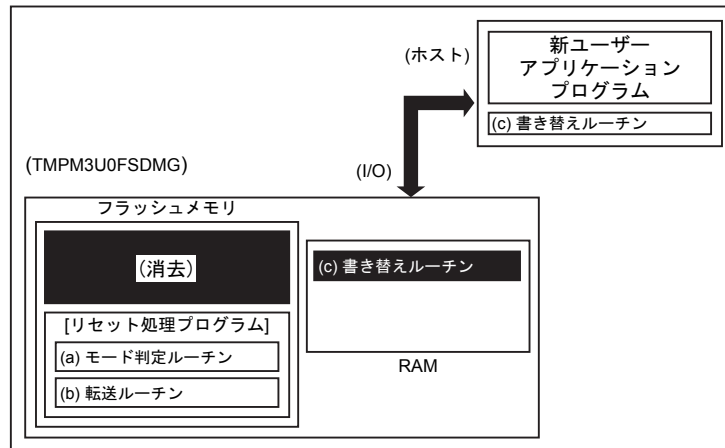 (ホスト)
新ユーザー
アプリケーション
プログラム
(c) 書き替えルーチン
(TMPM3U0FSDMG)
(I/O)
フラッシュメモリ
(消去)
[リセット処理プログラム]
(a) モード判定ルーチン
(b) 転送ルーチン
(c) 書き替えルーチン
RAM